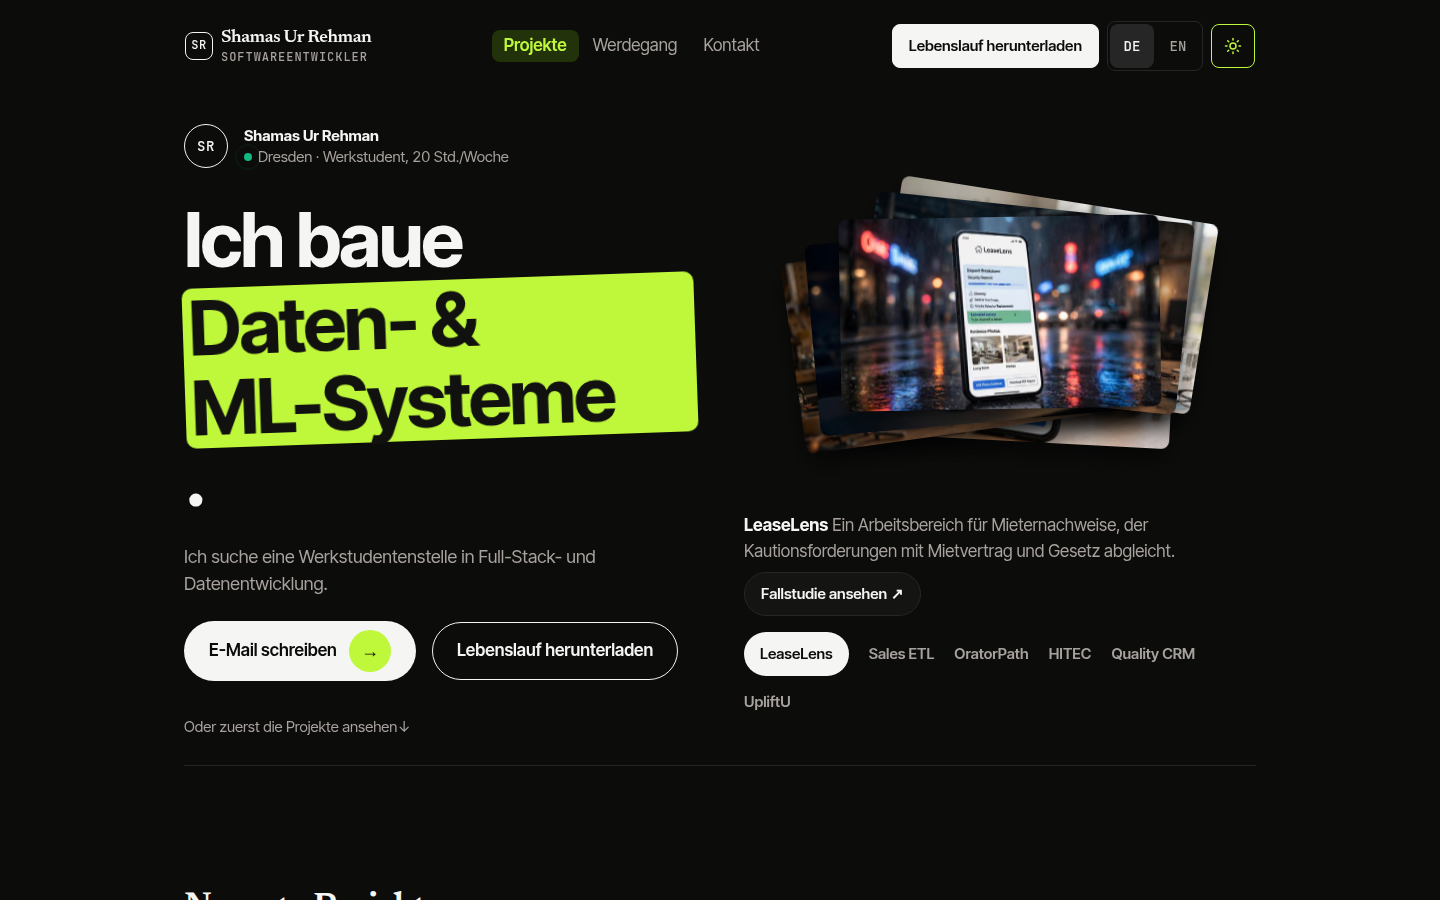 SR
Shamas Ur Rehman
SOFTWAREENTWICKLER
Projekte
Werdegang
Kontakt
Lebenslauf herunterladen
DE
EN
SR
Shamas Ur Rehman
Dresden · Werkstudent, 20 Std./Woche
Ich baue
Daten- &
ML-Systeme
.
Ich suche eine Werkstudentenstelle in Full-Stack- und
Datenentwicklung.
E-Mail schreiben →
Lebenslauf herunterladen
Oder zuerst die Projekte ansehen↓
LeaseLens
LeaseLens Ein Arbeitsbereich für Mieternachweise, der
Kautionsforderungen mit Mietvertrag und Gesetz abgleicht.
Fallstudie ansehen ↗
LeaseLens
Sales ETL
OratorPath
HITEC
Quality CRM
UpliftU